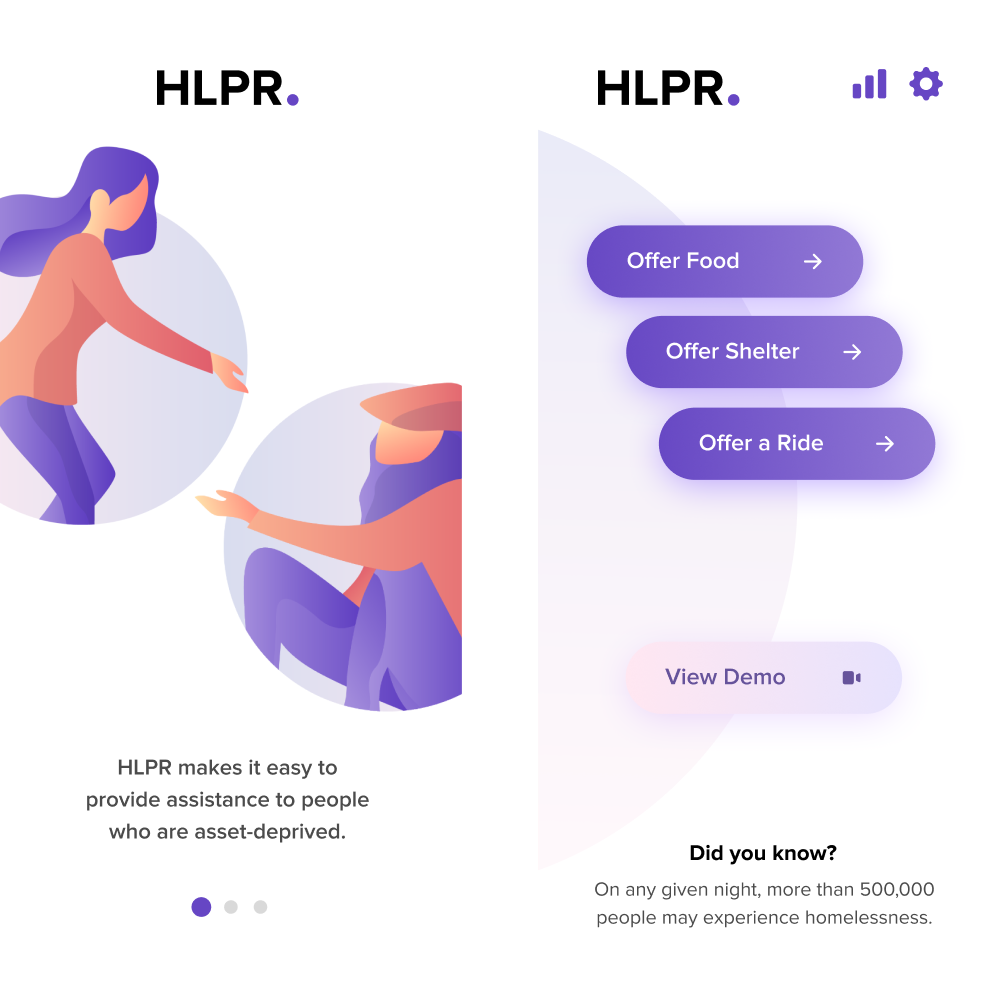 HLPR.
HLPR makes it easy to
provide assistance to people
who are asset-deprived.
HLPR.
Offer Food
Offer Shelter
Offer a Ride
View Demo
Did you know?
On any given night, more than 500,000
people may experience homelessness.